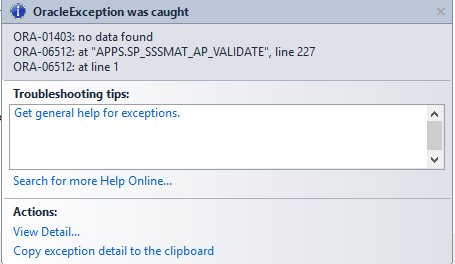 OracleException was caught
ORA-01403: no data found
ORA-06512: at "APPS.SP_SSSMAT_AP_VALIDATE", line 227
ORA-06512: at line 1
Troubleshooting tips:
Get general help for exceptions.
Search for more Help Online...
Actions:
View Detail...
Copy exception detail to the clipboard